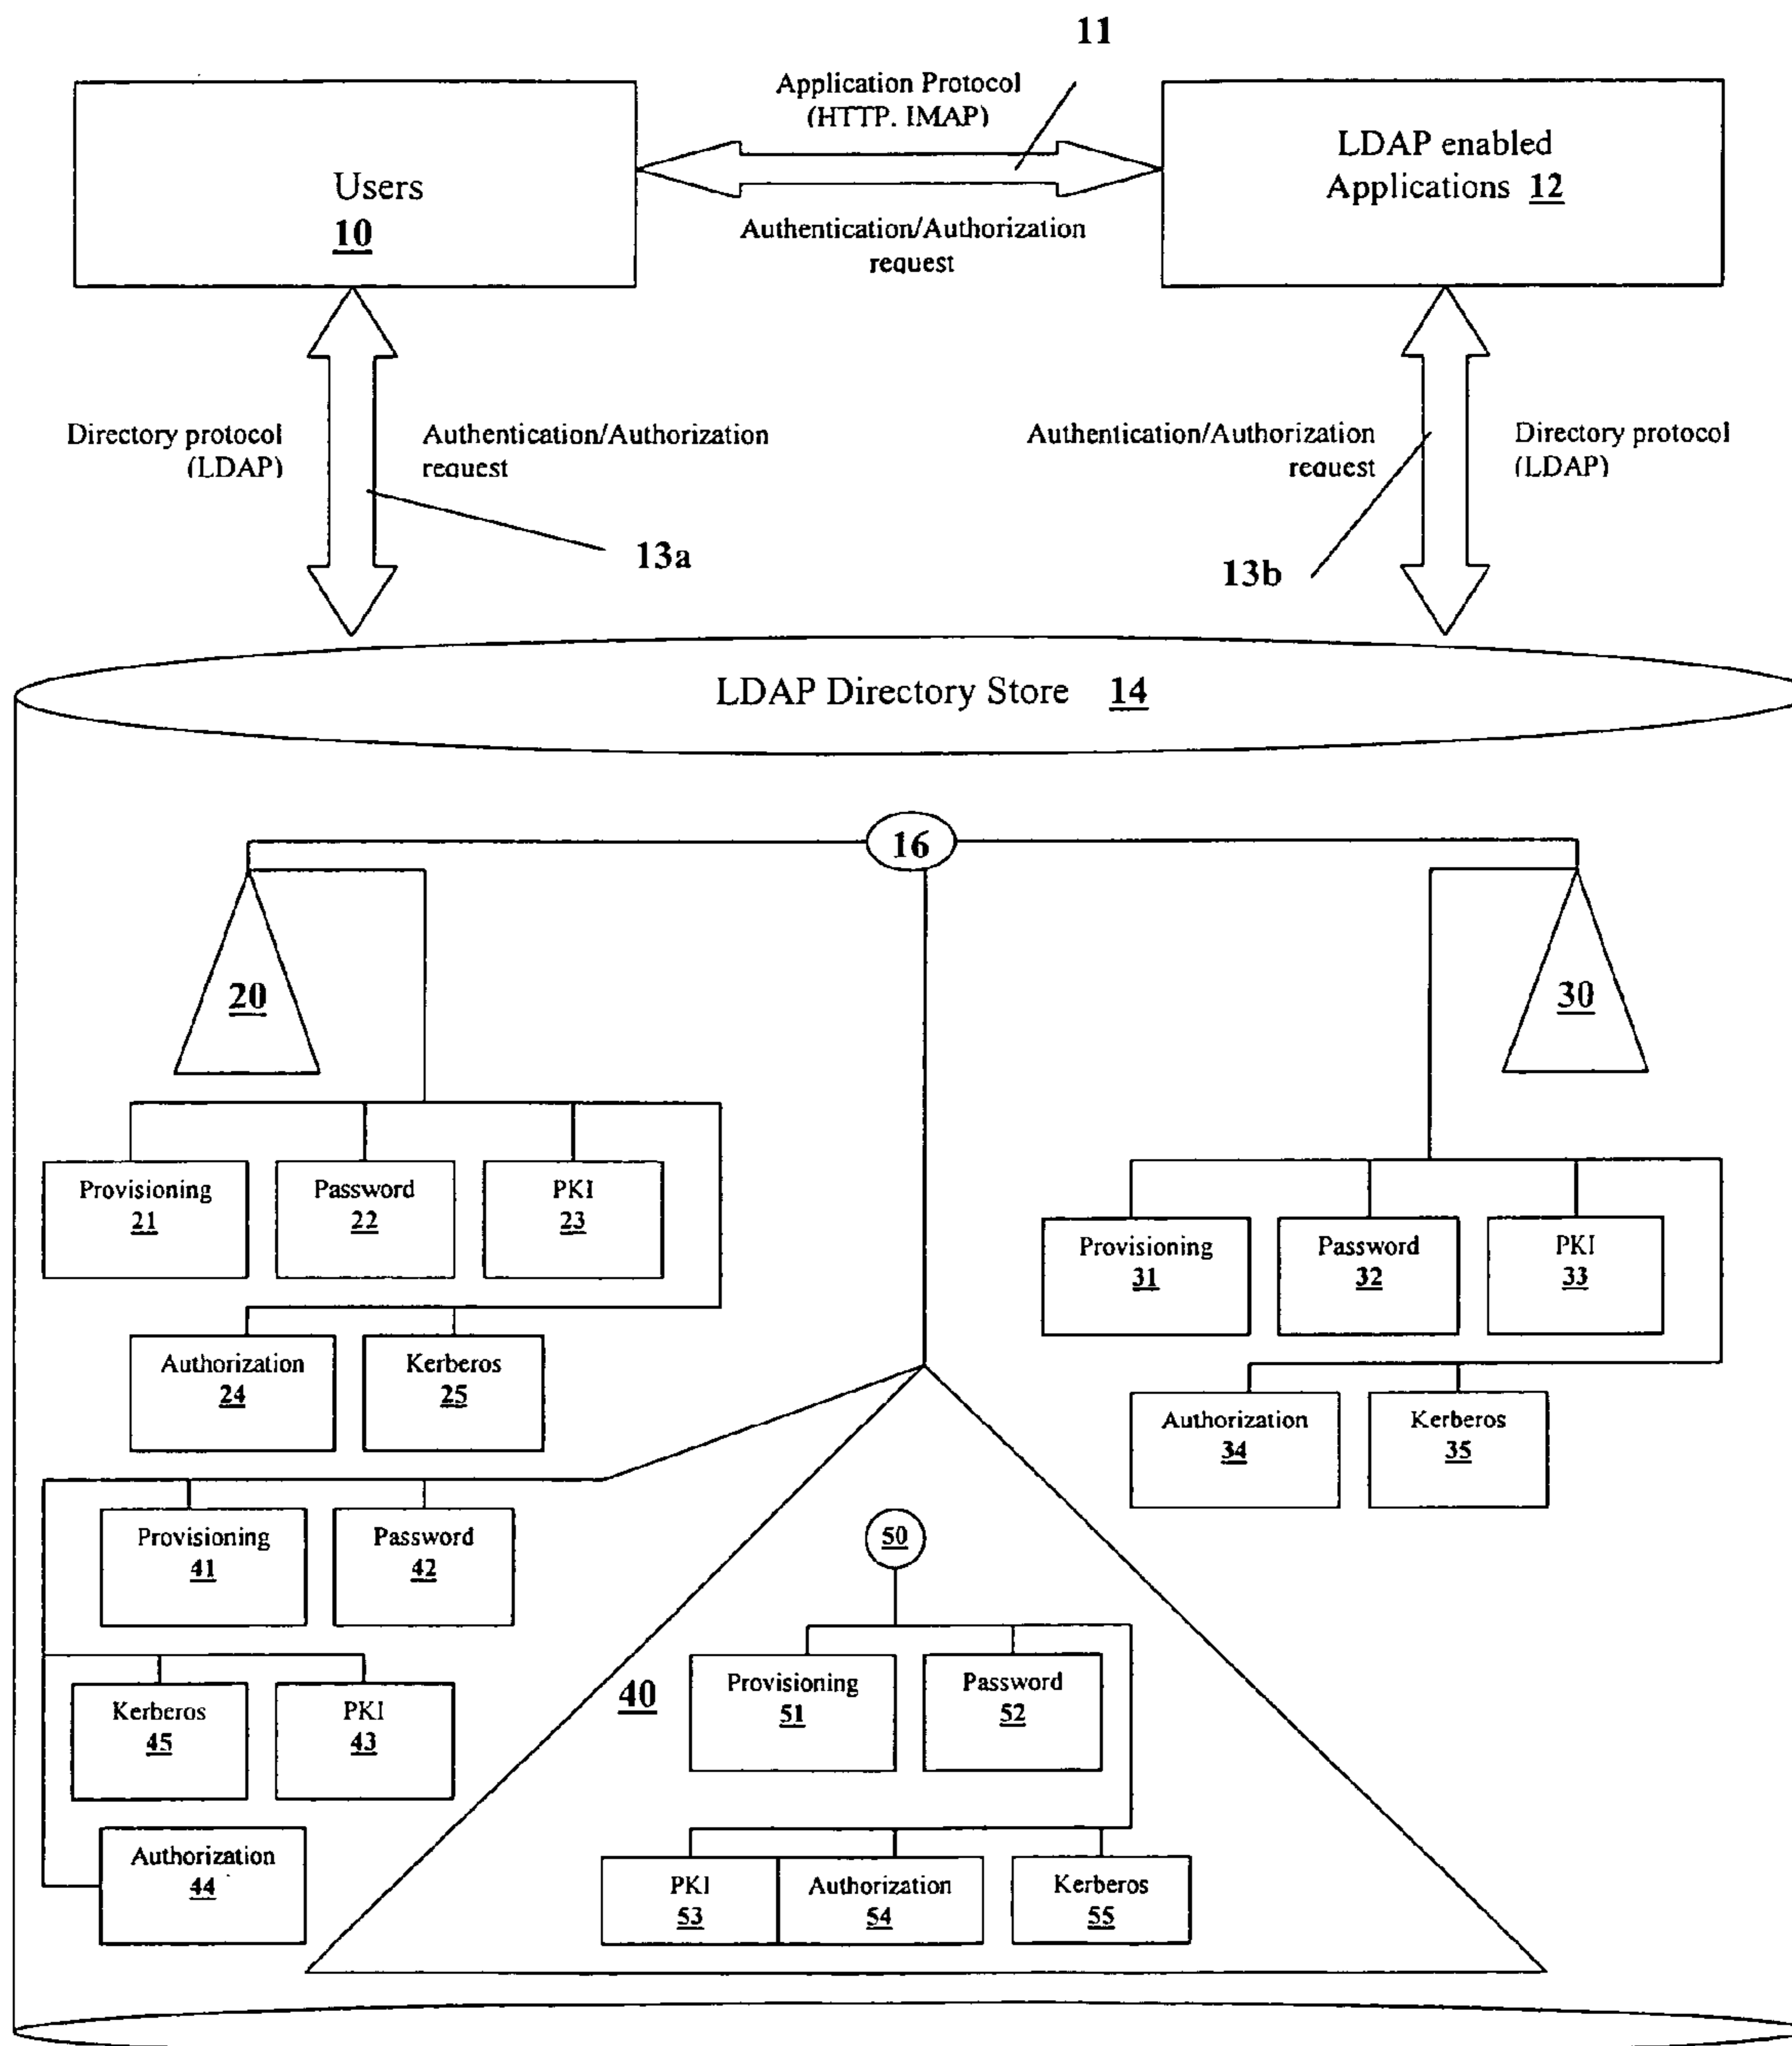 11
Application Protocol
(HTTP. IMAP)
Users
10
LDAP enabled
Applications 12
Authentication/Authorization
request
Directory protocol
(LDAP)
Authentication/Authorization
request
Authentication/Authorization
request
Directory protocol
(LDAP)
13a
13b
LDAP Directory Store 14
16
20
30
Provisioning
21
Password
22
PKI
23
Provisioning
31
Password
32
PKI
33
Authorization
24
Kerberos
25
Authorization
34
Kerberos
35
Provisioning
41
Password
42
50
Kerberos
45
PKI
43
40
Provisioning
51
Password
52
Authorization
44
PKI
53
Authorization
54
Kerberos
55